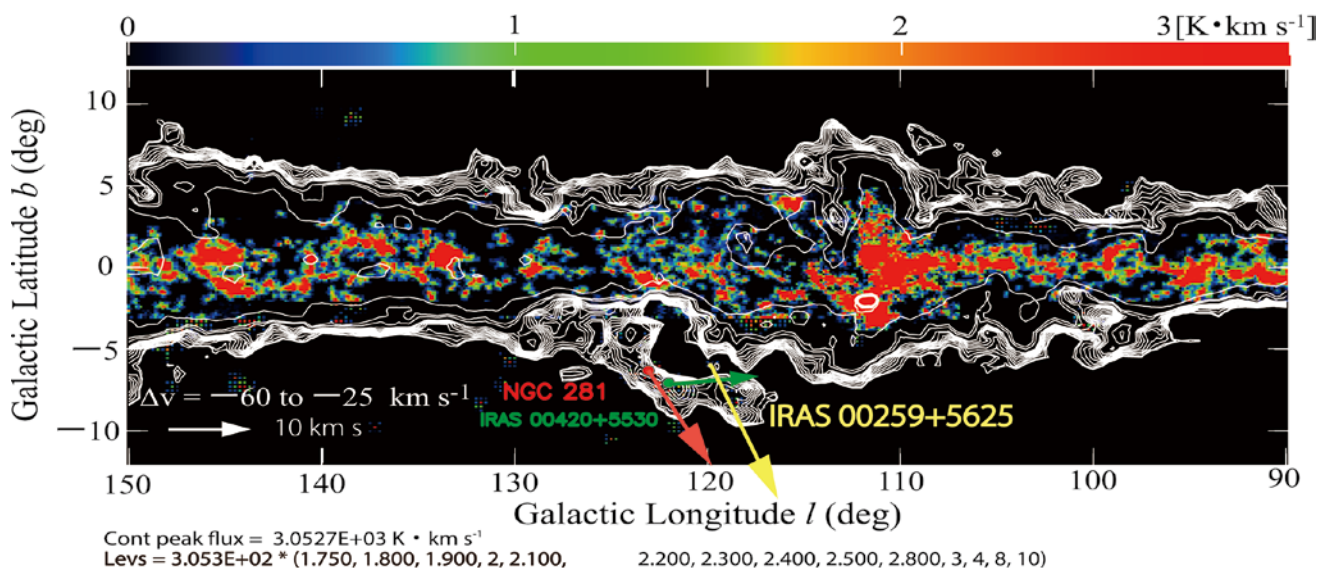 0 1 2 3 [K•km s-1]
10
5
0
—5
—10
Galactic Latitude b (deg)
NGC 281
Δv = —60 to —25 km s-1
IRAS 00420+5530
IRAS 00259+5625
10 km s
150 140 130 120 110 100 90
Galactic Longitude l (deg)
Cont peak flux = 3.0527E+03 K • km s-1
Levs = 3.053E+02 * (1.750, 1.800, 1.900, 2, 2.100, 2.200, 2.300, 2.400, 2.500, 2.800, 3, 4, 8, 10)